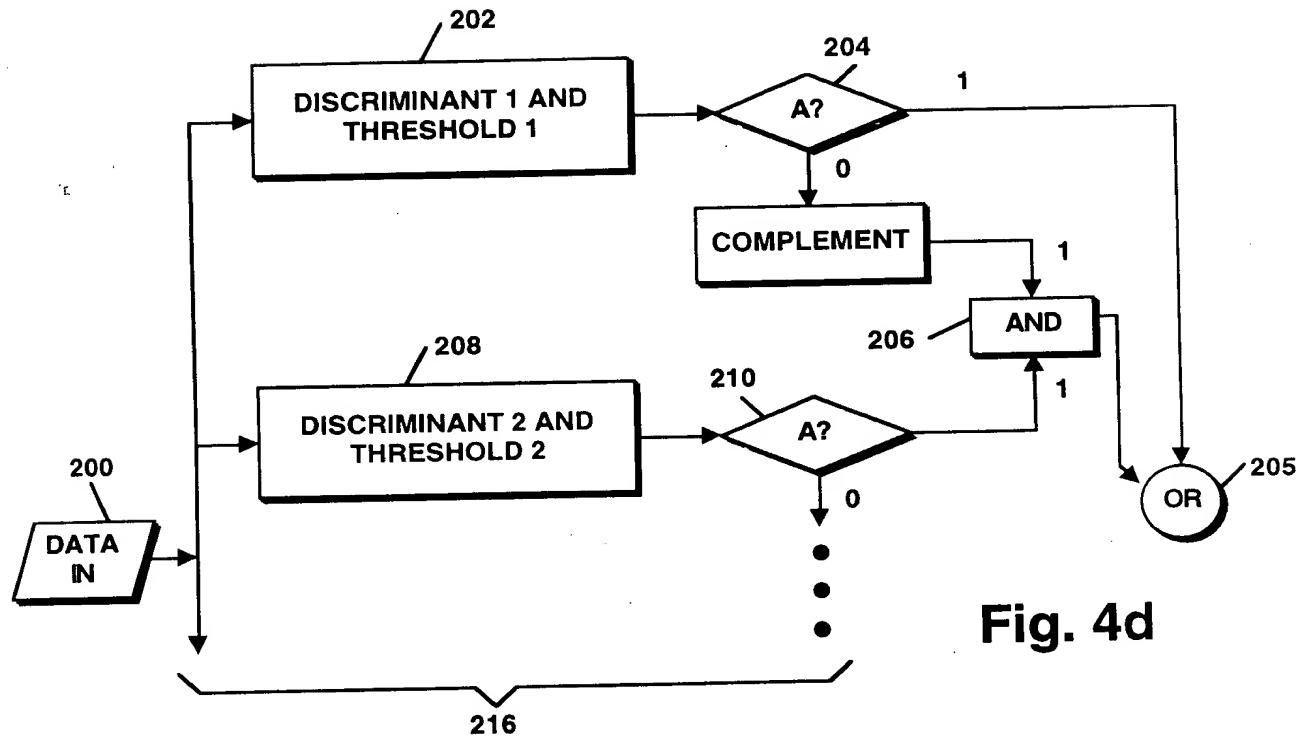 202
DISCRIMINANT 1 AND
THRESHOLD 1
204
A?
1
0
COMPLEMENT
1
206
AND
208
DISCRIMINANT 2 AND
THRESHOLD 2
210
A?
1
0
200
DATA
IN
OR
205
Fig. 4d
216